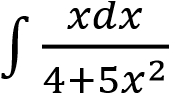 ∫ xdx / 4+5x²